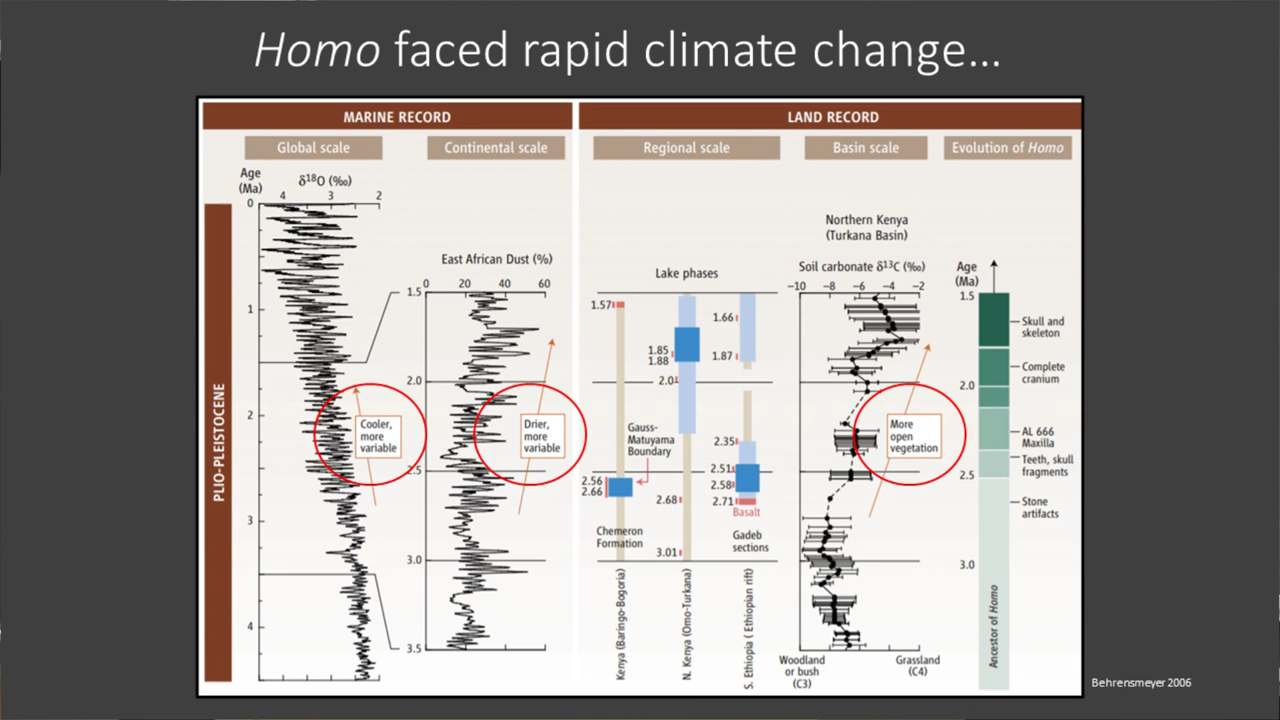 Homo faced rapid climate change...
MARINE RECORD
LAND RECORD
Global scale
Continental scale
Regional scale
Basin scale
Evolution of Homo
Age
(Ma)
δ18O (‰)
4 3 2
0
1
2
3
4
PLIO-PLEISTOCENE
Cooler,
more
variable
East African Dust (%)
0 20 40 60
1.5
2.0
2.5
3.0
3.5
Drier,
more
variable
Lake phases
1.57
1.85
1.88
2.0
1.66
1.87
Gauss-
Matuyama
Boundary
2.35
2.51
2.58
2.71
Basalt
2.56
2.66
2.68
3.01
Chemeron
Formation
Gadeb
sections
Kenya (Baringo-Bogoria)
N. Kenya (Omo-Turkana)
S. Ethiopia ( Ethiopian rift)
Northern Kenya
(Turkana Basin)
Soil carbonate δ13C (‰)
−10 −8 −6 −4 −2
More
open
vegetation
Woodland
or bush
(C3)
Grassland
(C4)
Age
(Ma)
1.5
2.0
2.5
3.0
Skull and
skeleton
Complete
cranium
AL 666
Maxilla
Teeth, skull
fragments
Stone
artifacts
Ancestor of Homo
Behrensmeyer 2006